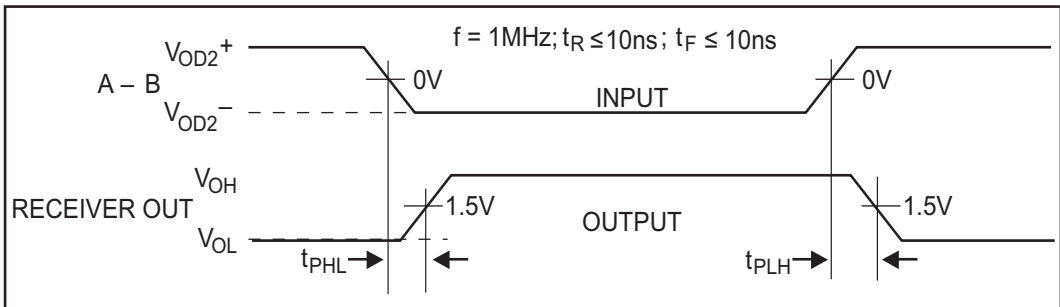 f = 1MHz; tR ≤ 10ns; tF ≤ 10ns
VOD2+
A – B
0V
0V
INPUT
VOD2–
VOH
RECEIVER OUT
1.5V
1.5V
OUTPUT
VOL
tPHL
tPLH